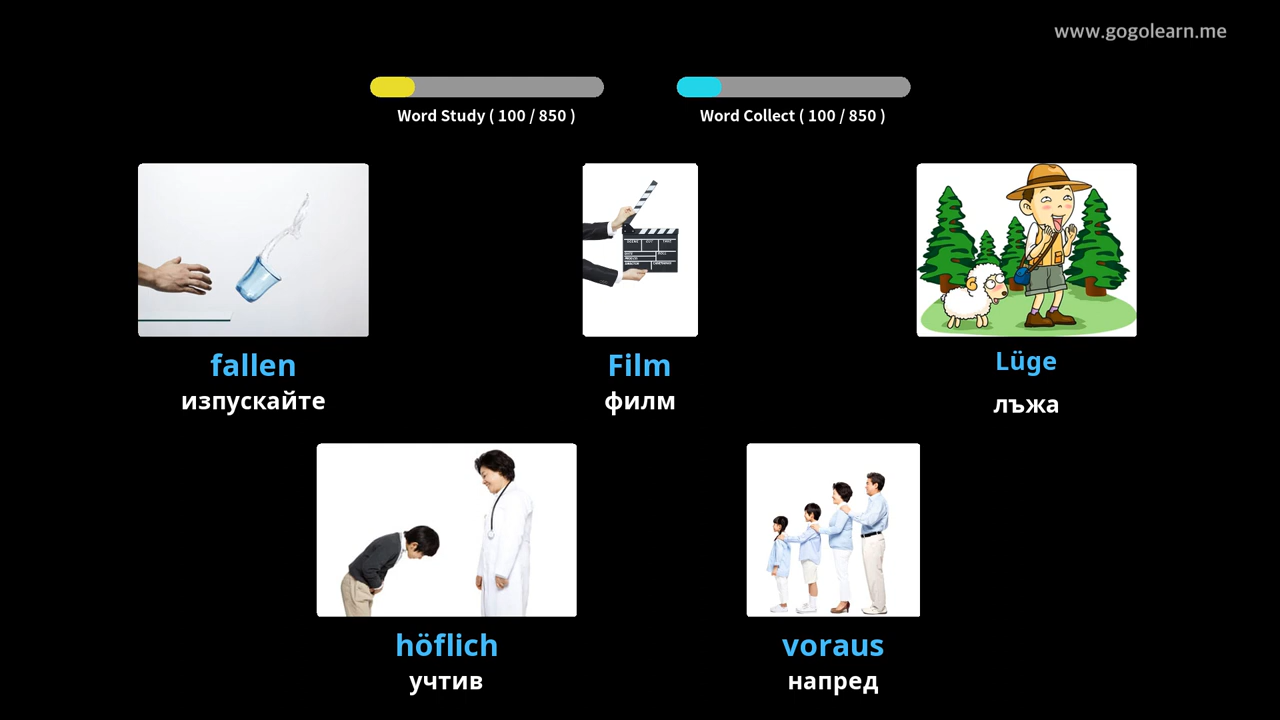 www.gogolearn.me
Word Study ( 100 / 850 )
Word Collect ( 100 / 850 )
fallen
изпускайте
Film
филм
Lüge
лъжа
höflich
учтив
voraus
напред